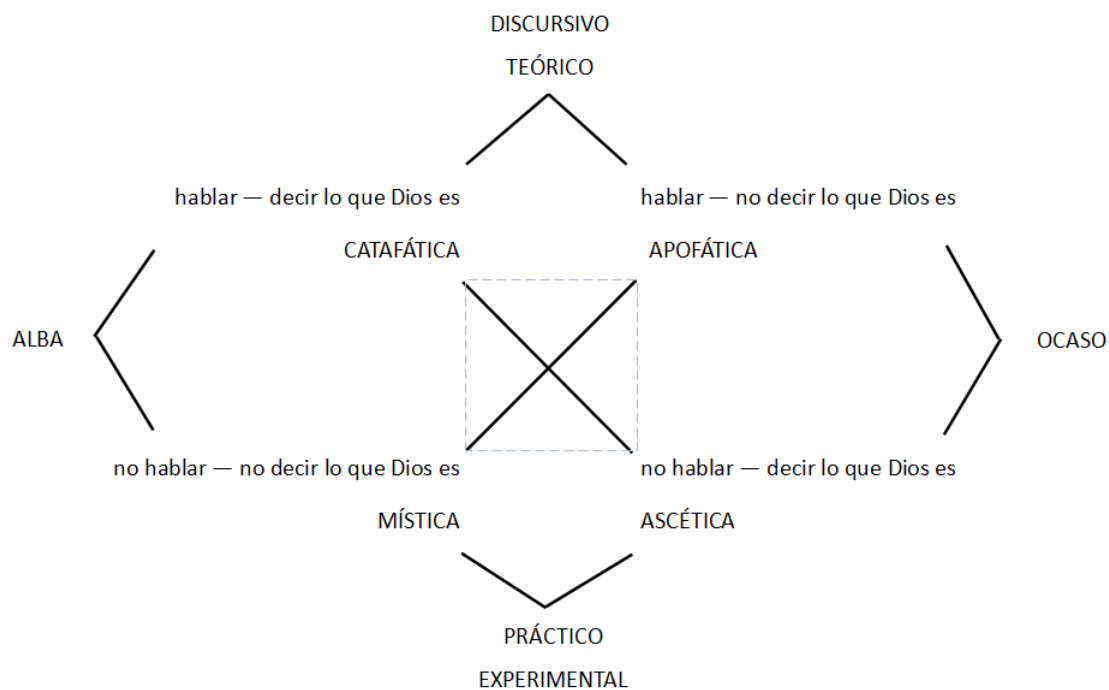 DISCURSIVO
TEÓRICO
hablar — decir lo que Dios es
hablar — no decir lo que Dios es
CATAFÁTICA
APOFÁTICA
ALBA
OCASO
no hablar — no decir lo que Dios es
no hablar — decir lo que Dios es
MÍSTICA
ASCÉTICA
PRÁCTICO
EXPERIMENTAL